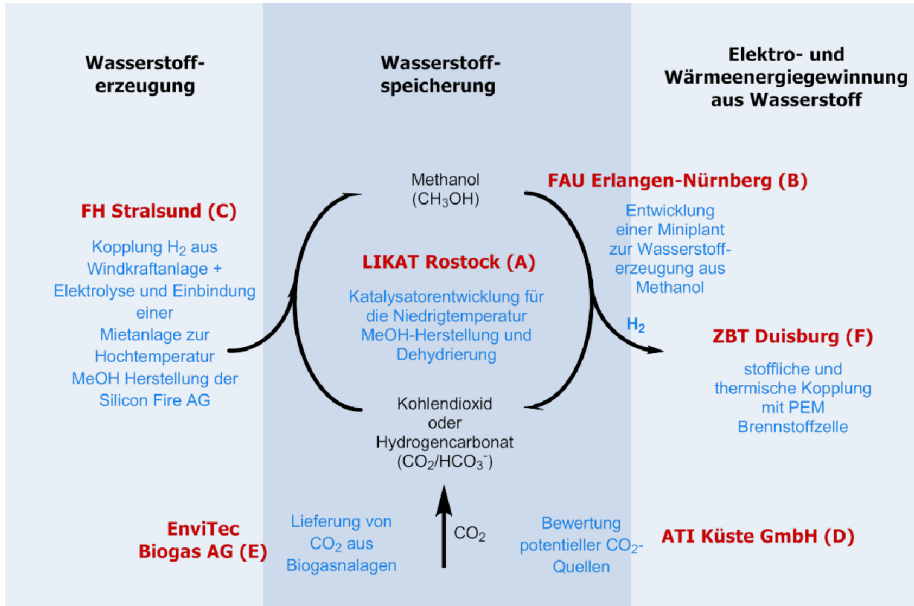 Wasserstoff-
erzeugung
Wasserstoff-
speicherung
Elektro- und
Wärmeenergiegewinnung
aus Wasserstoff
FH Stralsund (C)
Kopplung H₂ aus
Windkraftanlage +
Elektrolyse und Einbindung
einer
Mietanlage zur
Hochtemperatur
MeOH Herstellung der
Silicon Fire AG
Methanol
(CH₃OH)
LIKAT Rostock (A)
Katalysatorentwicklung für
die Niedrigtemperatur
MeOH-Herstellung und
Dehydrierung
Kohlendioxid
oder
Hydrogencarbonat
(CO₂/HCO₃⁻)
FAU Erlangen-Nürnberg (B)
Entwicklung
einer Miniplant
zur Wasserstoff-
erzeugung aus
Methanol
H₂
ZBT Duisburg (F)
stoffliche und
thermische Kopplung
mit PEM
Brennstoffzelle
EnviTec
Biogas AG (E)
Lieferung von
CO₂ aus
Biogasnalagen
CO₂
Bewertung
potentieller CO₂-
Quellen
ATI Küste GmbH (D)